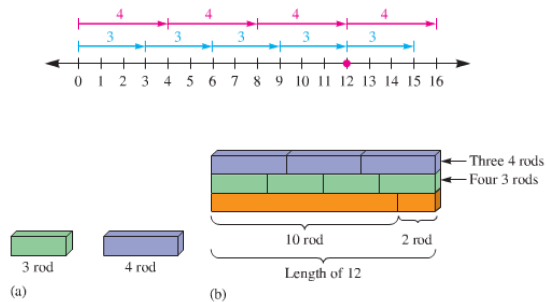 4 4 4 4
3 3 3 3 3
0 1 2 3 4 5 6 7 8 9 10 11 12 13 14 15 16
Three 4 rods
Four 3 rods
10 rod 2 rod
Length of 12
3 rod 4 rod
(a) (b)